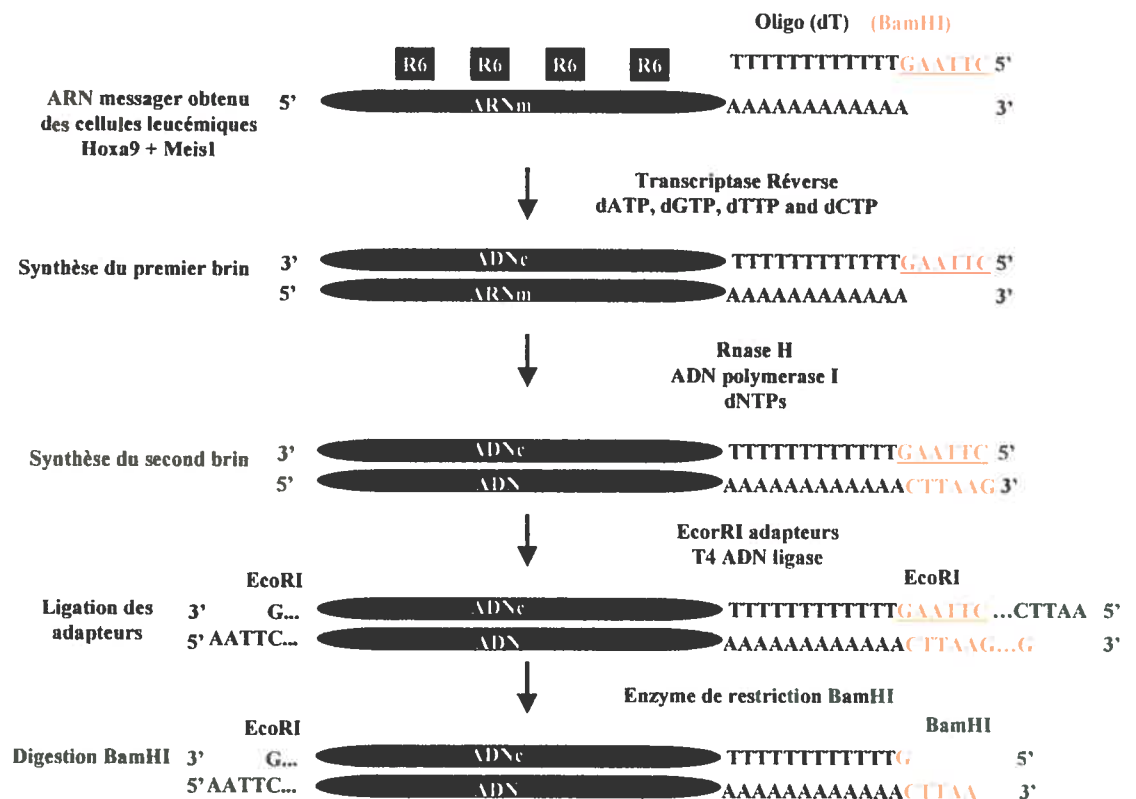 Oligo (dT) (BamHI)
R6 R6 R6 R6 TTTTTTTTTTTTGAATTC 5'
ARN messager obtenu
des cellules leucémiques
Hoxa9 + Meis1
5' ARNm AAAAAAAAAAAA 3'
Transcriptase Réverse
dATP, dGTP, dTTP and dCTP
Synthèse du premier brin
3' ADNc TTTTTTTTTTTTGAATTC 5'
5' ARNm AAAAAAAAAAAA 3'
Rnase H
ADN polymerase I
dNTPs
Synthèse du second brin
3' ADNc TTTTTTTTTTTTGAATTC 5'
5' ADN AAAAAAAAAAAACTTAAG 3'
EcorRI adapteurs
T4 ADN ligase
EcoRI EcoRI
Ligation des
adapteurs
3' G... ADNc TTTTTTTTTTTTGAATTC ...CTTAA 5'
5' AATTC... ADN AAAAAAAAAAAACTTAAG...G 3'
Enzyme de restriction BamHI
EcoRI BamHI
Digestion BamHI
3' G... ADNc TTTTTTTTTTTTG 5'
5' AATTC... ADN AAAAAAAAAAAACTTAA 3'